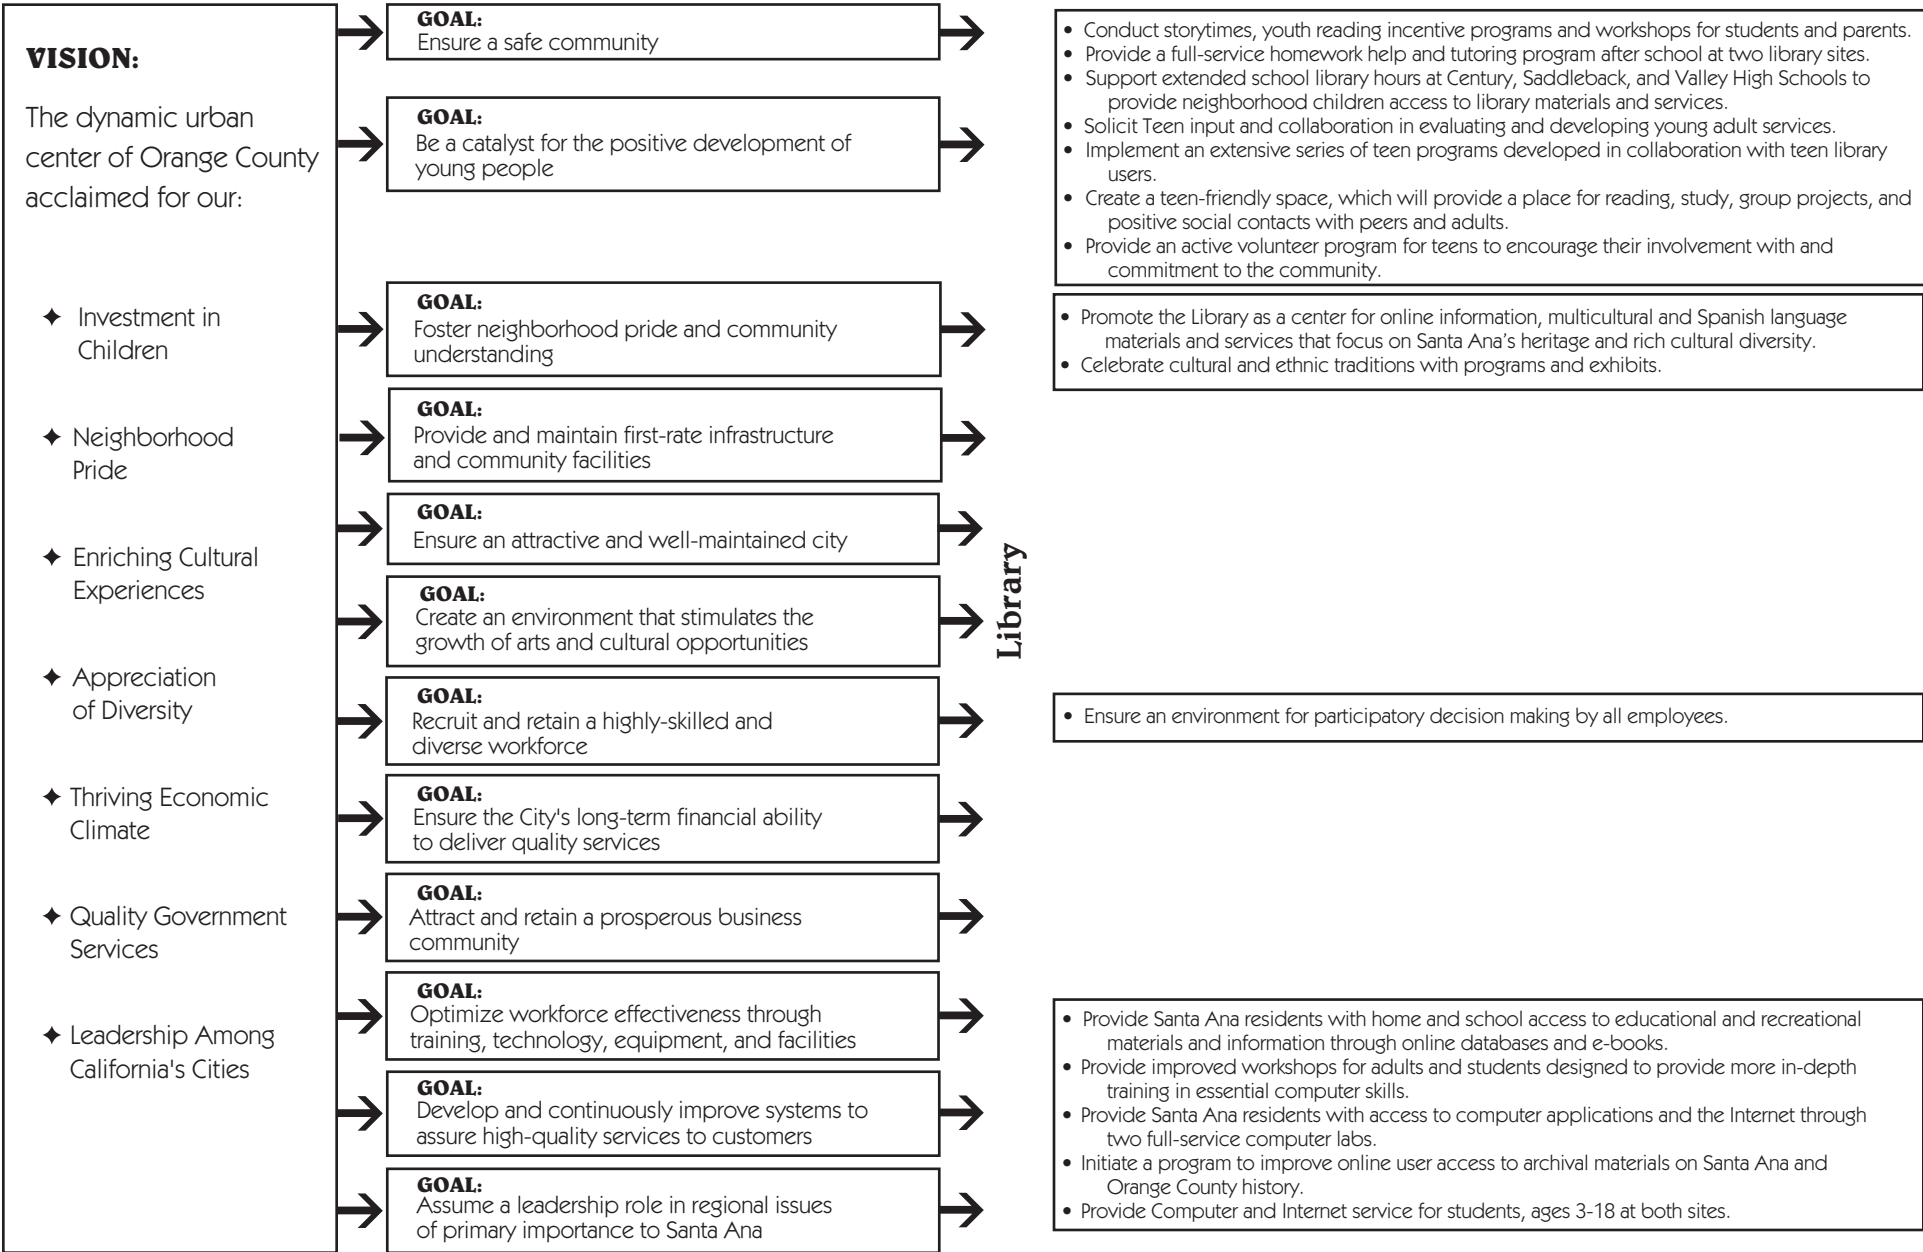 VISION:
The dynamic urban
center of Orange County
acclaimed for our:
✦ Investment in
Children
✦ Neighborhood
Pride
✦ Enriching Cultural
Experiences
✦ Appreciation
of Diversity
✦ Thriving Economic
Climate
✦ Quality Government
Services
✦ Leadership Among
California's Cities
GOAL:
Ensure a safe community
GOAL:
Be a catalyst for the positive development of
young people
GOAL:
Foster neighborhood pride and community
understanding
GOAL:
Provide and maintain first-rate infrastructure
and community facilities
GOAL:
Ensure an attractive and well-maintained city
GOAL:
Create an environment that stimulates the
growth of arts and cultural opportunities
GOAL:
Recruit and retain a highly-skilled and
diverse workforce
GOAL:
Ensure the City's long-term financial ability
to deliver quality services
GOAL:
Attract and retain a prosperous business
community
GOAL:
Optimize workforce effectiveness through
training, technology, equipment, and facilities
GOAL:
Develop and continuously improve systems to
assure high-quality services to customers
GOAL:
Assume a leadership role in regional issues
of primary importance to Santa Ana
Library
• Conduct storytimes, youth reading incentive programs and workshops for students and parents.
• Provide a full-service homework help and tutoring program after school at two library sites.
• Support extended school library hours at Century, Saddleback, and Valley High Schools to
provide neighborhood children access to library materials and services.
• Solicit Teen input and collaboration in evaluating and developing young adult services.
• Implement an extensive series of teen programs developed in collaboration with teen library
users.
• Create a teen-friendly space, which will provide a place for reading, study, group projects, and
positive social contacts with peers and adults.
• Provide an active volunteer program for teens to encourage their involvement with and
commitment to the community.
• Promote the Library as a center for online information, multicultural and Spanish language
materials and services that focus on Santa Ana's heritage and rich cultural diversity.
• Celebrate cultural and ethnic traditions with programs and exhibits.
• Ensure an environment for participatory decision making by all employees.
• Provide Santa Ana residents with home and school access to educational and recreational
materials and information through online databases and e-books.
• Provide improved workshops for adults and students designed to provide more in-depth
training in essential computer skills.
• Provide Santa Ana residents with access to computer applications and the Internet through
two full-service computer labs.
• Initiate a program to improve online user access to archival materials on Santa Ana and
Orange County history.
• Provide Computer and Internet service for students, ages 3-18 at both sites.